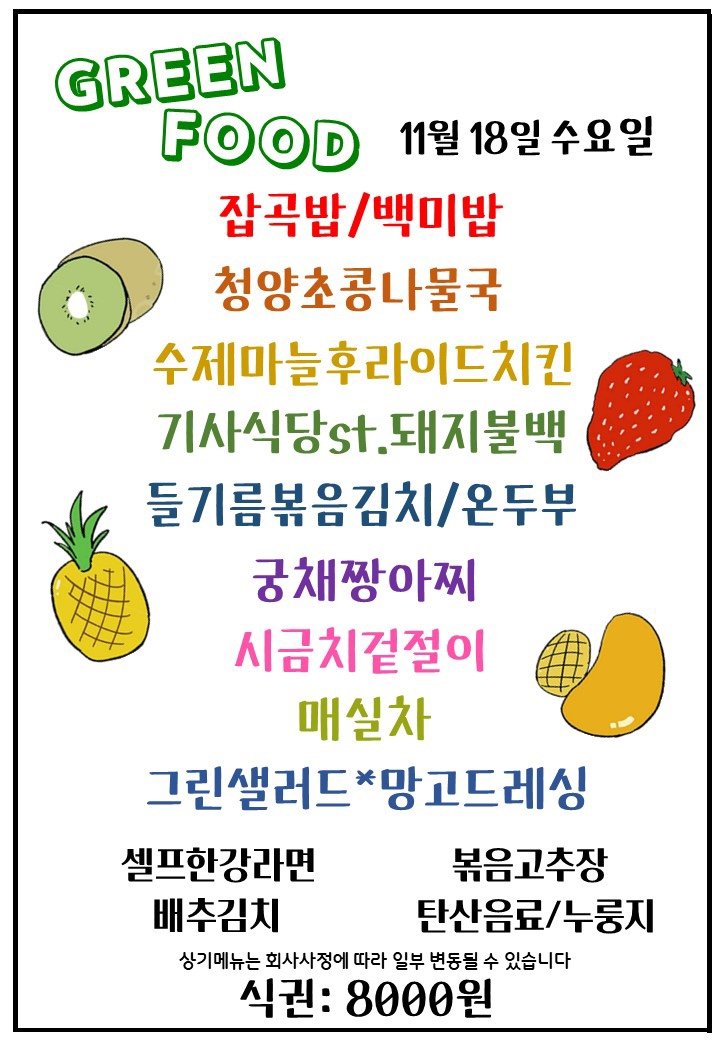 GREEN
FOOD
11월 18일 수요일
잡곡밥/백미밥
청양초콩나물국
수제마늘후라이드치킨
기사식당st.돼지불백
들기름볶음김치/온두부
궁채짱아찌
시금치겉절이
매실차
그린샐러드*망고드레싱
셀프한강라면 볶음고추장
배추김치 탄산음료/누룽지
상기메뉴는 회사사정에 따라 일부 변동될 수 있습니다
식권: 8000원